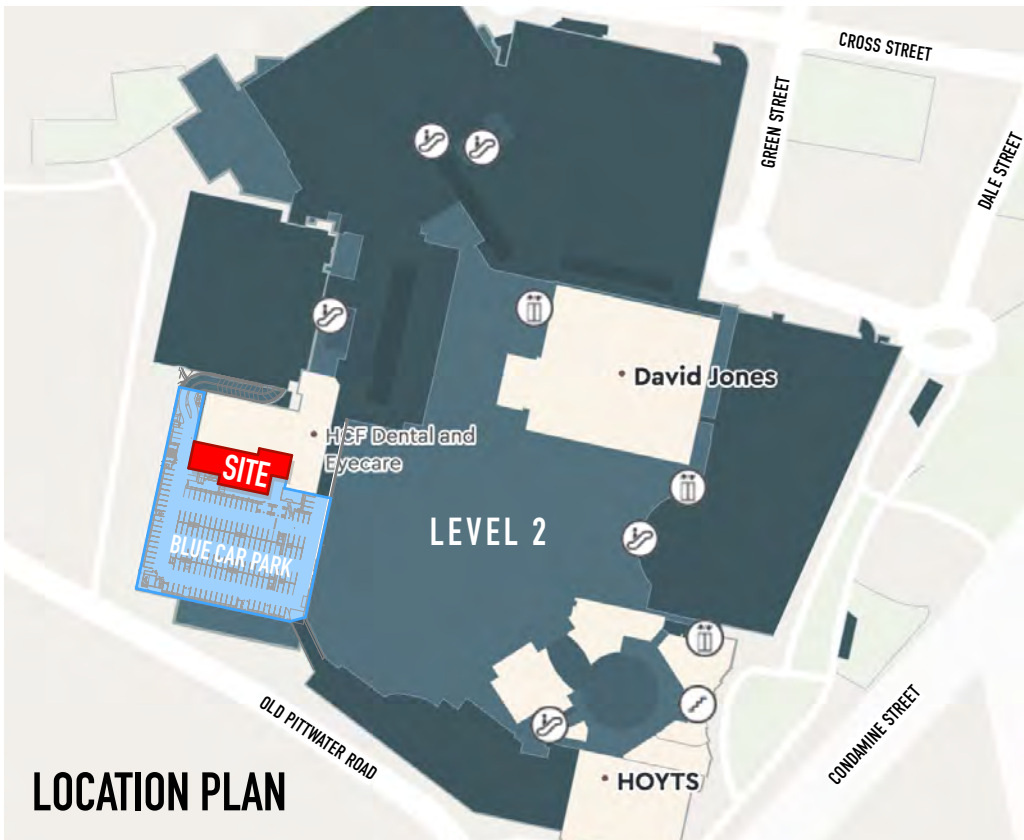 CROSS STREET
GREEN STREET
DALE STREET
David Jones
HCF Dental and
Eyecare
SITE
LEVEL 2
BLUE CAR PARK
OLD PITTWATER ROAD
CONDAMINE STREET
HOYTS
LOCATION PLAN